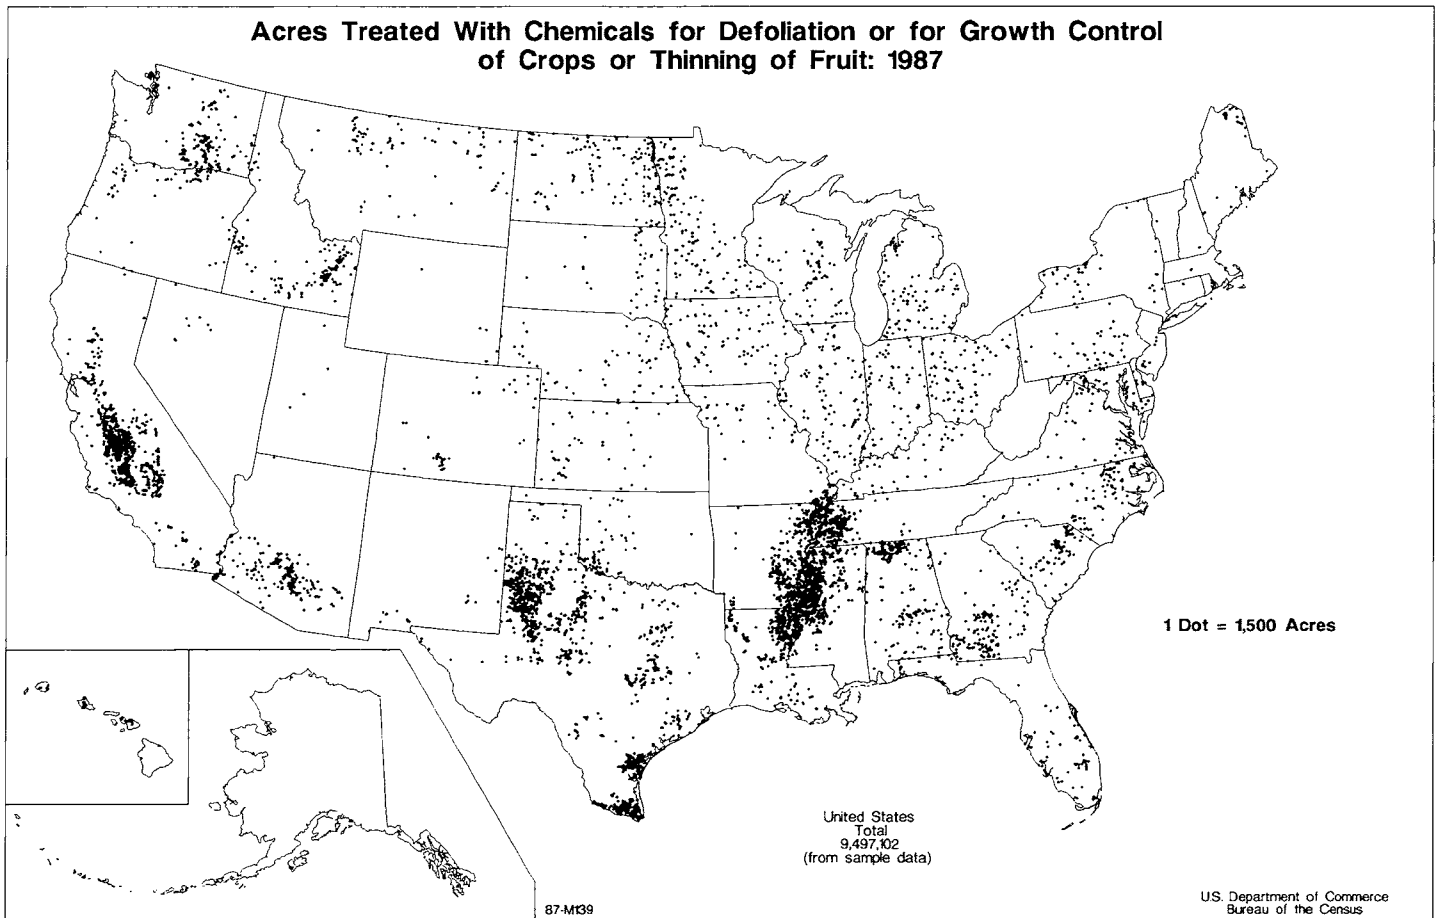 Acres Treated With Chemicals for Defoliation or for Growth Control
of Crops or Thinning of Fruit: 1987
1 Dot = 1,500 Acres
United States
Total
9,497,102
(from sample data)
87-M139
U.S. Department of Commerce
Bureau of the Census